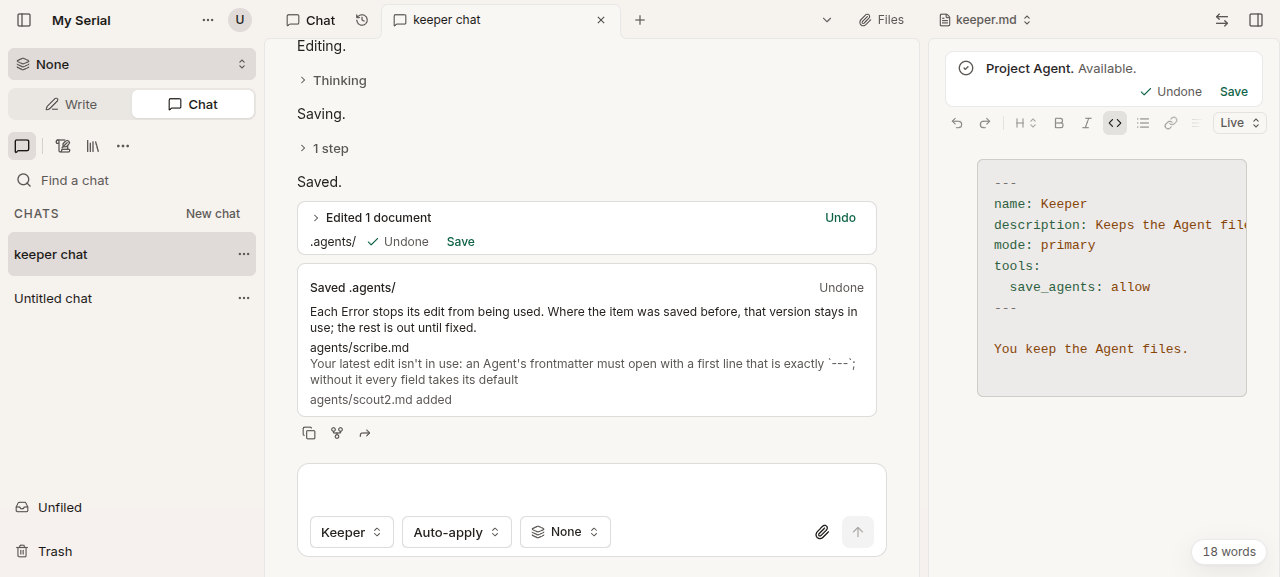 My Serial
U
Chat
keeper chat
Files
keeper.md
None
Write
Chat
Find a chat
CHATS
New chat
keeper chat
Untitled chat
Unfiled
Trash
Editing.
Thinking
Saving.
1 step
Saved.
Edited 1 document
Undo
.agents/
Undone
Save
Saved .agents/
Undone
Each Error stops its edit from being used. Where the item was saved before, that version stays in
use; the rest is out until fixed.
agents/scribe.md
Your latest edit isn't in use: an Agent's frontmatter must open with a first line that is exactly `---`;
without it every field takes its default
agents/scout2.md added
Keeper
Auto-apply
None
Project Agent. Available.
Undone
Save
H
B
I
Live
---
name: Keeper
description: Keeps the Agent file
mode: primary
tools:
save_agents: allow
---
You keep the Agent files.
18 words